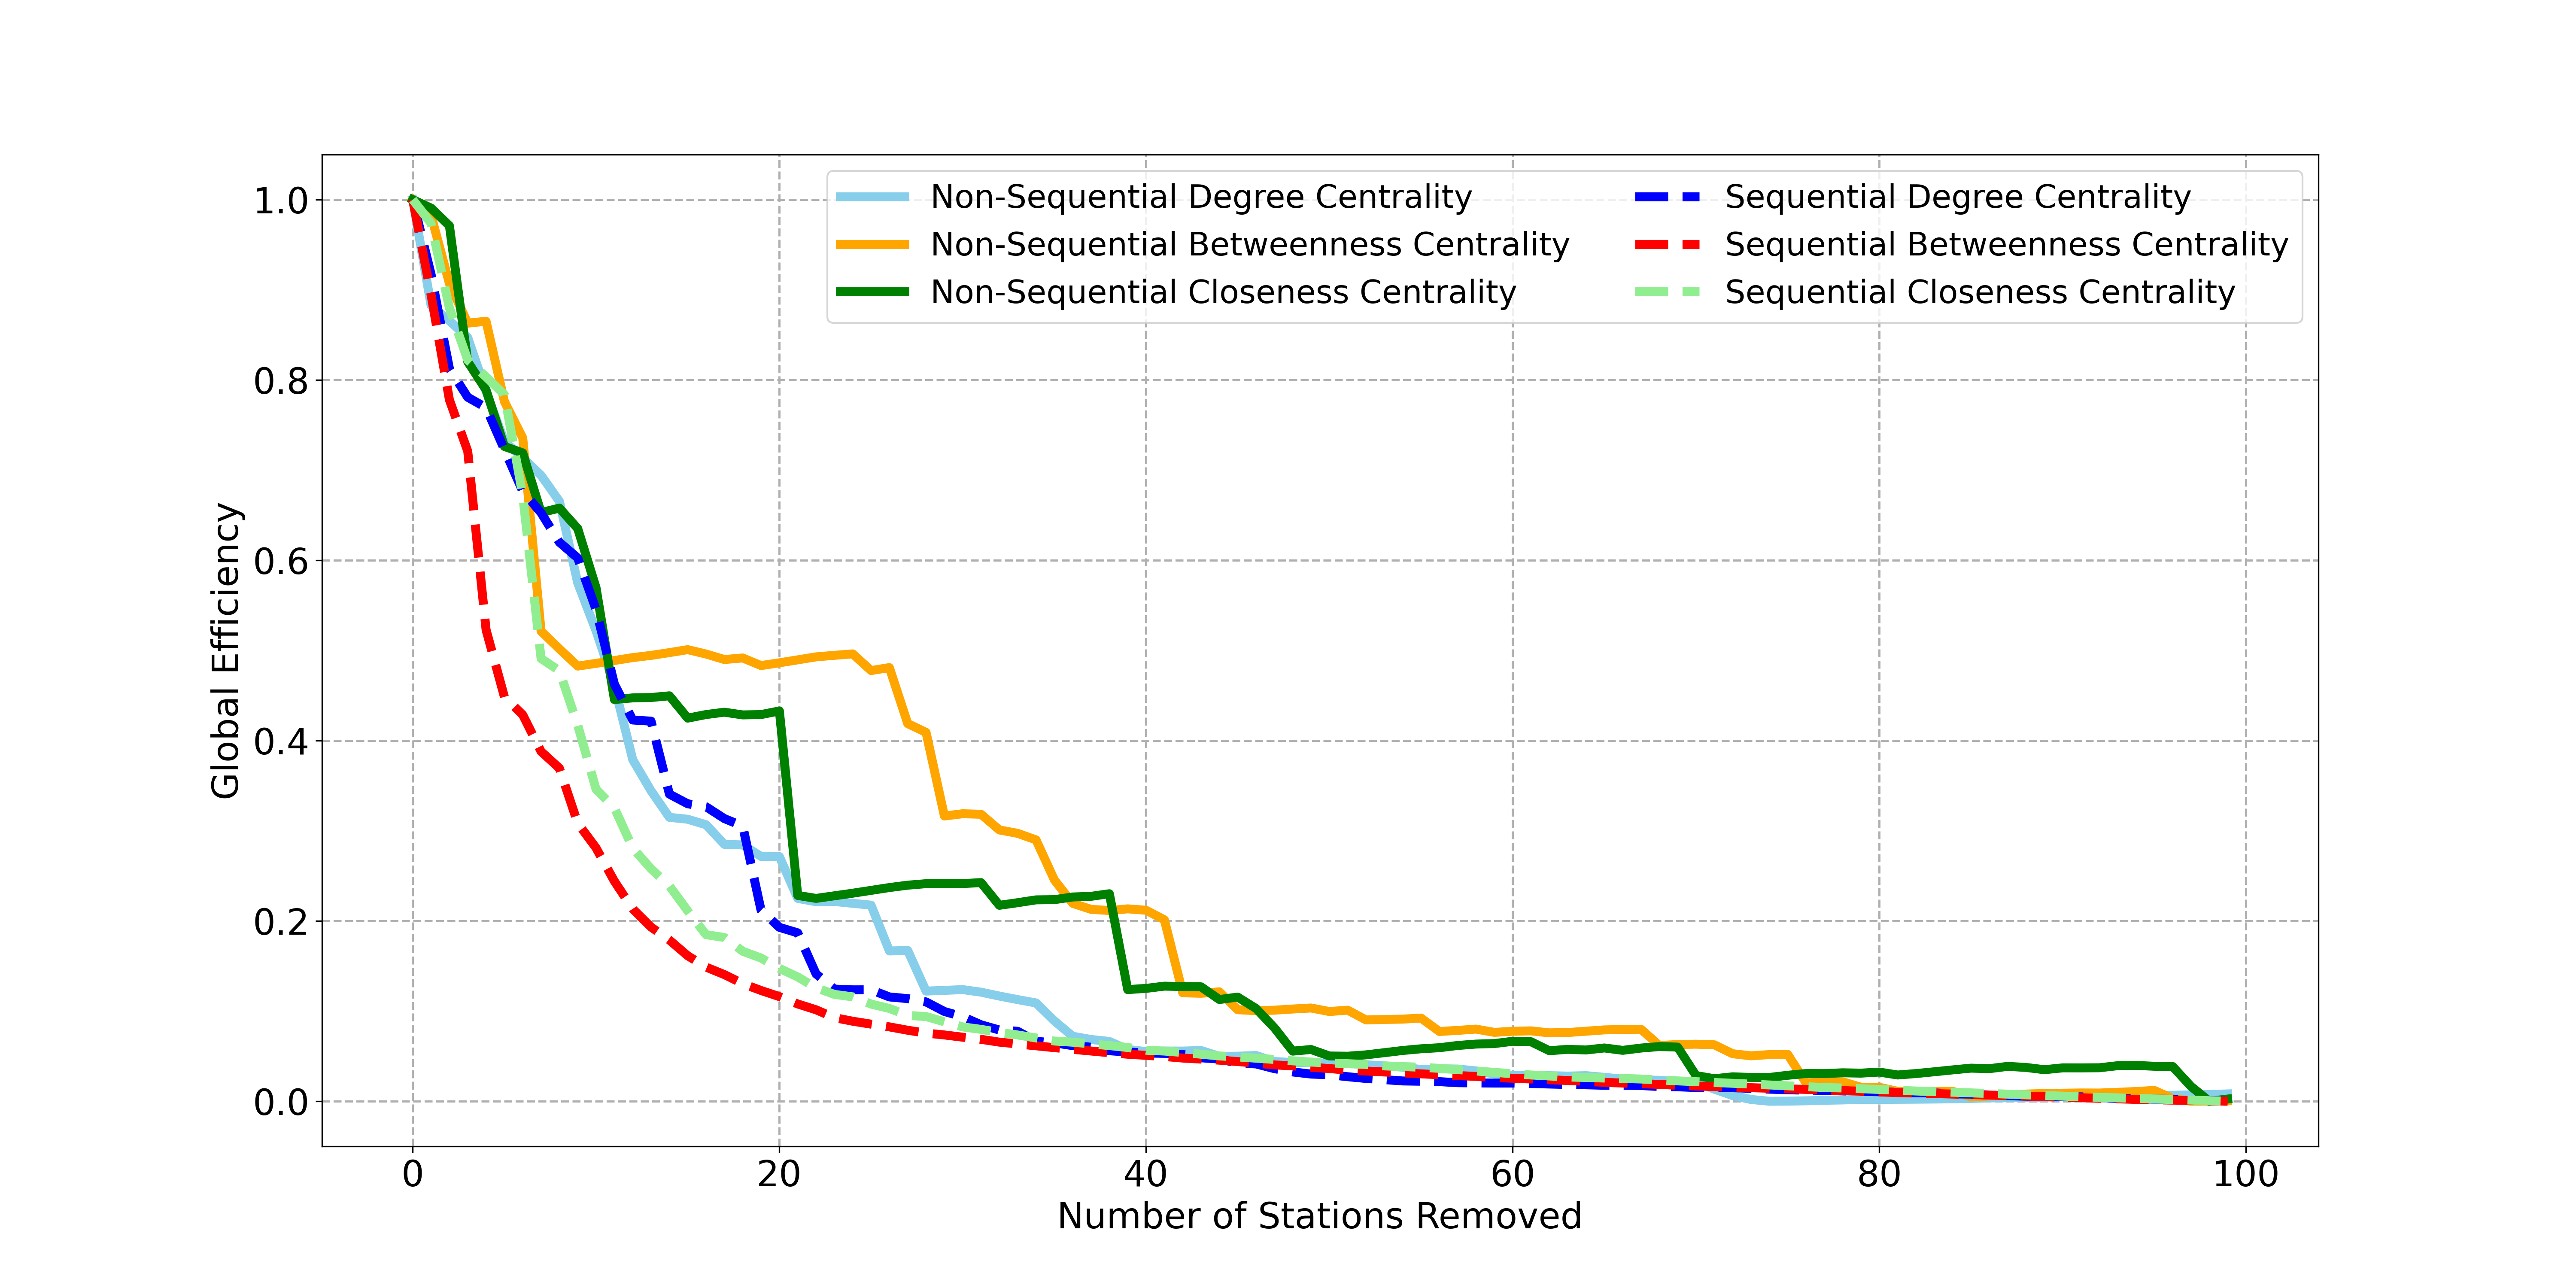 Non-Sequential Degree Centrality
Non-Sequential Betweenness Centrality
Non-Sequential Closeness Centrality
Sequential Degree Centrality
Sequential Betweenness Centrality
Sequential Closeness Centrality
Global Efficiency
1.0
0.8
0.6
0.4
0.2
0.0
0 20 40 60 80 100
Number of Stations Removed